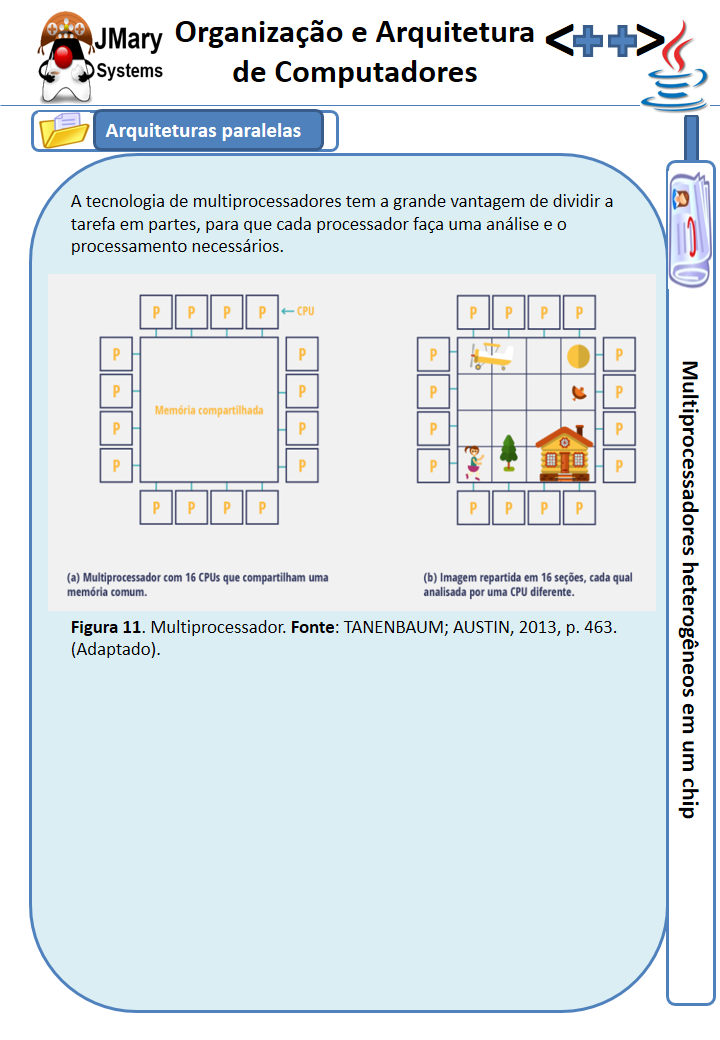 JMary
Systems
Organização e Arquitetura
de Computadores
<++>
Arquiteturas paralelas
A tecnologia de multiprocessadores tem a grande vantagem de dividir a
tarefa em partes, para que cada processador faça uma análise e o
processamento necessários.
P P P P ← CPU
P P
P P
P P
P P
Memória compartilhada
P P P P
P P P P
P P
P P
P P
P P
P P P P
(a) Multiprocessador com 16 CPUs que compartilham uma
memória comum.
(b) Imagem repartida em 16 seções, cada qual
analisada por uma CPU diferente.
Figura 11. Multiprocessador. Fonte: TANENBAUM; AUSTIN, 2013, p. 463.
(Adaptado).
Multiprocessadores heterogêneos em um chip